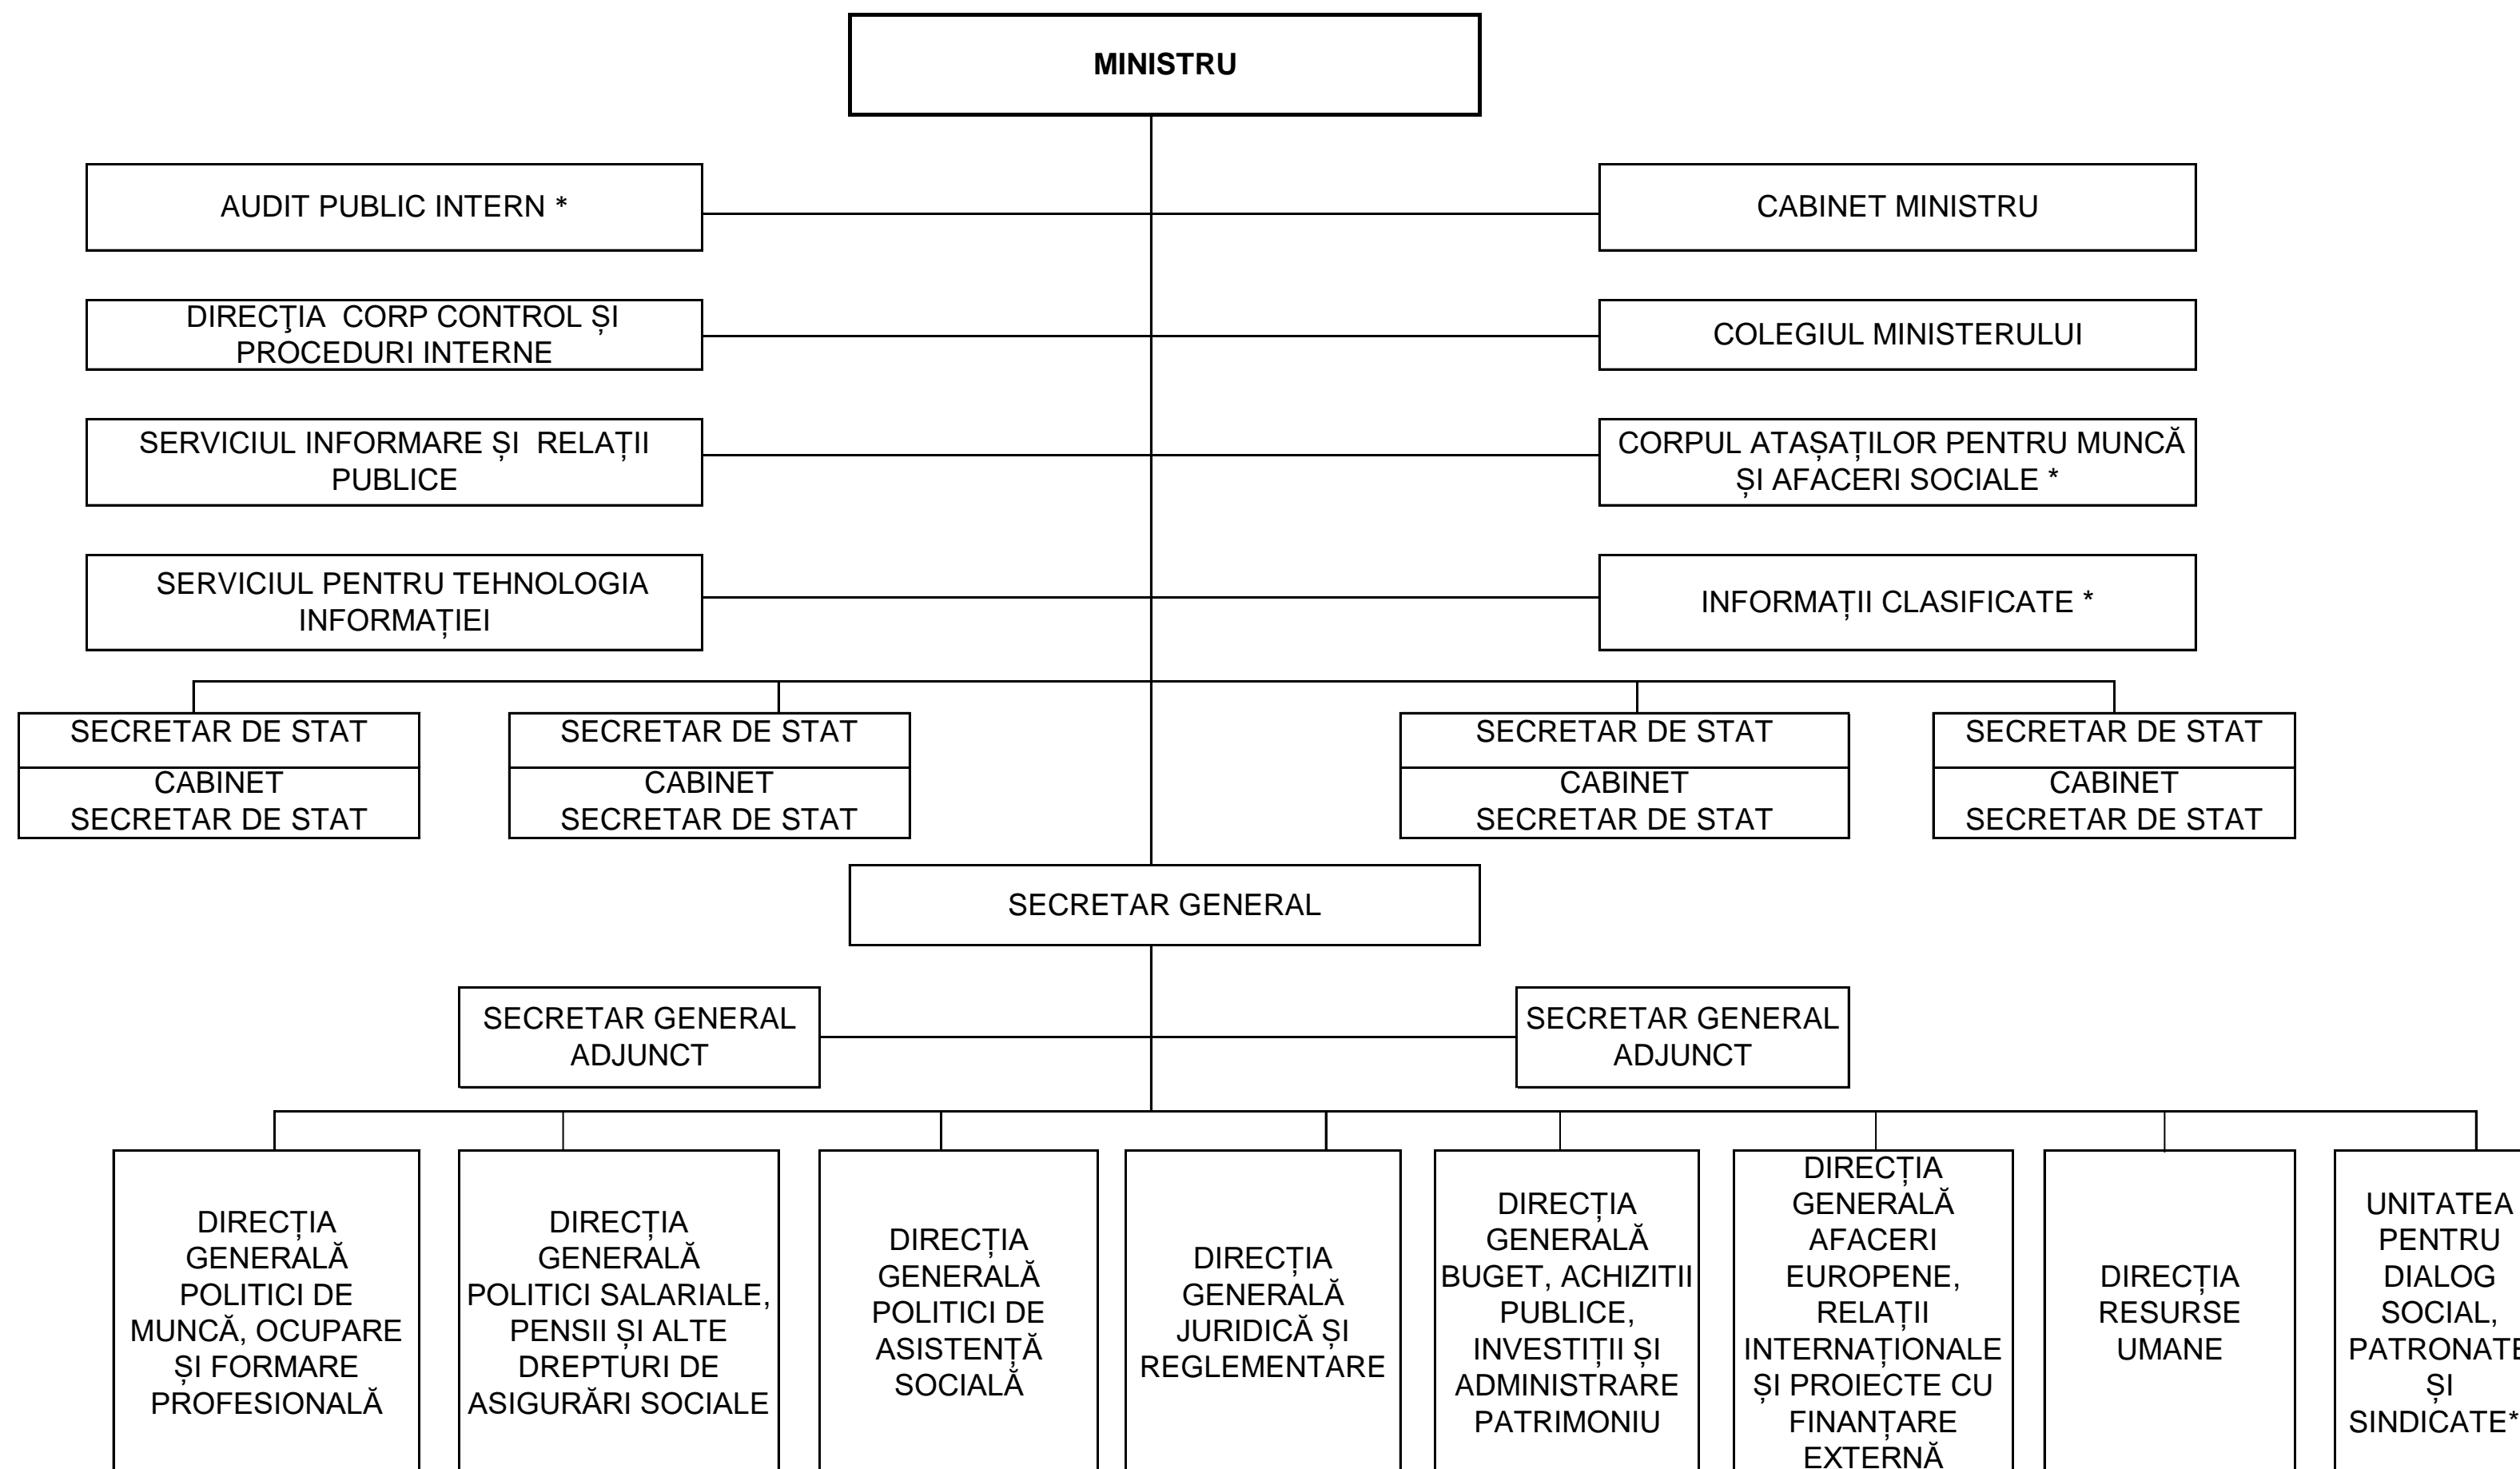 MINISTRU
AUDIT PUBLIC INTERN *
CABINET MINISTRU
DIRECŢIA  CORP CONTROL ȘI
PROCEDURI INTERNE
COLEGIUL MINISTERULUI
SERVICIUL INFORMARE ȘI  RELAȚII
PUBLICE
CORPUL ATAȘAȚILOR PENTRU MUNCĂ
ȘI AFACERI SOCIALE *
SERVICIUL PENTRU TEHNOLOGIA
INFORMAȚIEI
INFORMAȚII CLASIFICATE *
SECRETAR DE STAT
CABINET
SECRETAR DE STAT
SECRETAR DE STAT
CABINET
SECRETAR DE STAT
SECRETAR DE STAT
CABINET
SECRETAR DE STAT
SECRETAR DE STAT
CABINET
SECRETAR DE STAT
SECRETAR GENERAL
SECRETAR GENERAL
ADJUNCT
SECRETAR GENERAL
ADJUNCT
DIRECȚIA
GENERALĂ
POLITICI DE
MUNCĂ, OCUPARE
ȘI FORMARE
PROFESIONALĂ
DIRECȚIA
GENERALĂ
POLITICI SALARIALE,
PENSII ȘI ALTE
DREPTURI DE
ASIGURĂRI SOCIALE
DIRECȚIA
GENERALĂ
POLITICI DE
ASISTENȚĂ
SOCIALĂ
DIRECȚIA
GENERALĂ
JURIDICĂ ȘI
REGLEMENTARE
DIRECȚIA
GENERALĂ
BUGET, ACHIZITII
PUBLICE,
INVESTIȚII ȘI
ADMINISTRARE
PATRIMONIU
DIRECȚIA
GENERALĂ
AFACERI
EUROPENE,
RELAȚII
INTERNAȚIONALE
ȘI PROIECTE CU
FINANȚARE
EXTERNĂ
DIRECȚIA
RESURSE
UMANE
UNITATEA
PENTRU
DIALOG
SOCIAL,
PATRONATE
ȘI
SINDICATE*